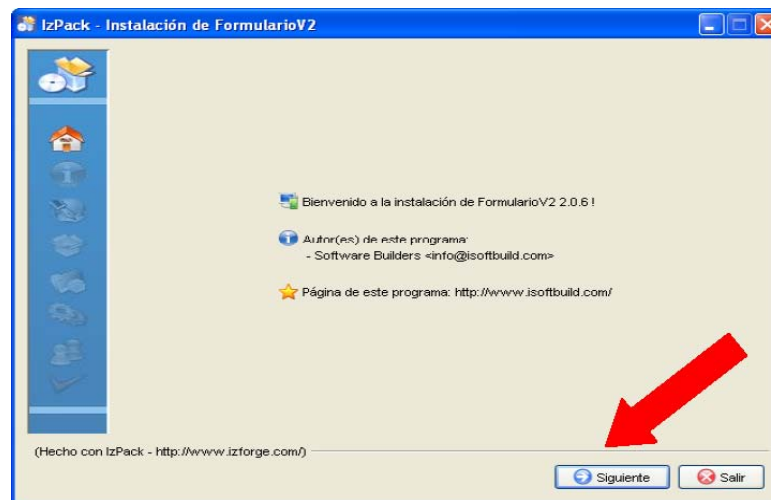 IzPack - Instalación de FormularioV2
Bienvenido a la instalación de FormularioV2 2.0.6 !
Autor(es) de este programa:
- Software Builders <info@isoftbuild.com>
Página de este programa: http://www.isoftbuild.com/
(Hecho con IzPack - http://www.izforge.com/)
Siguiente
Salir